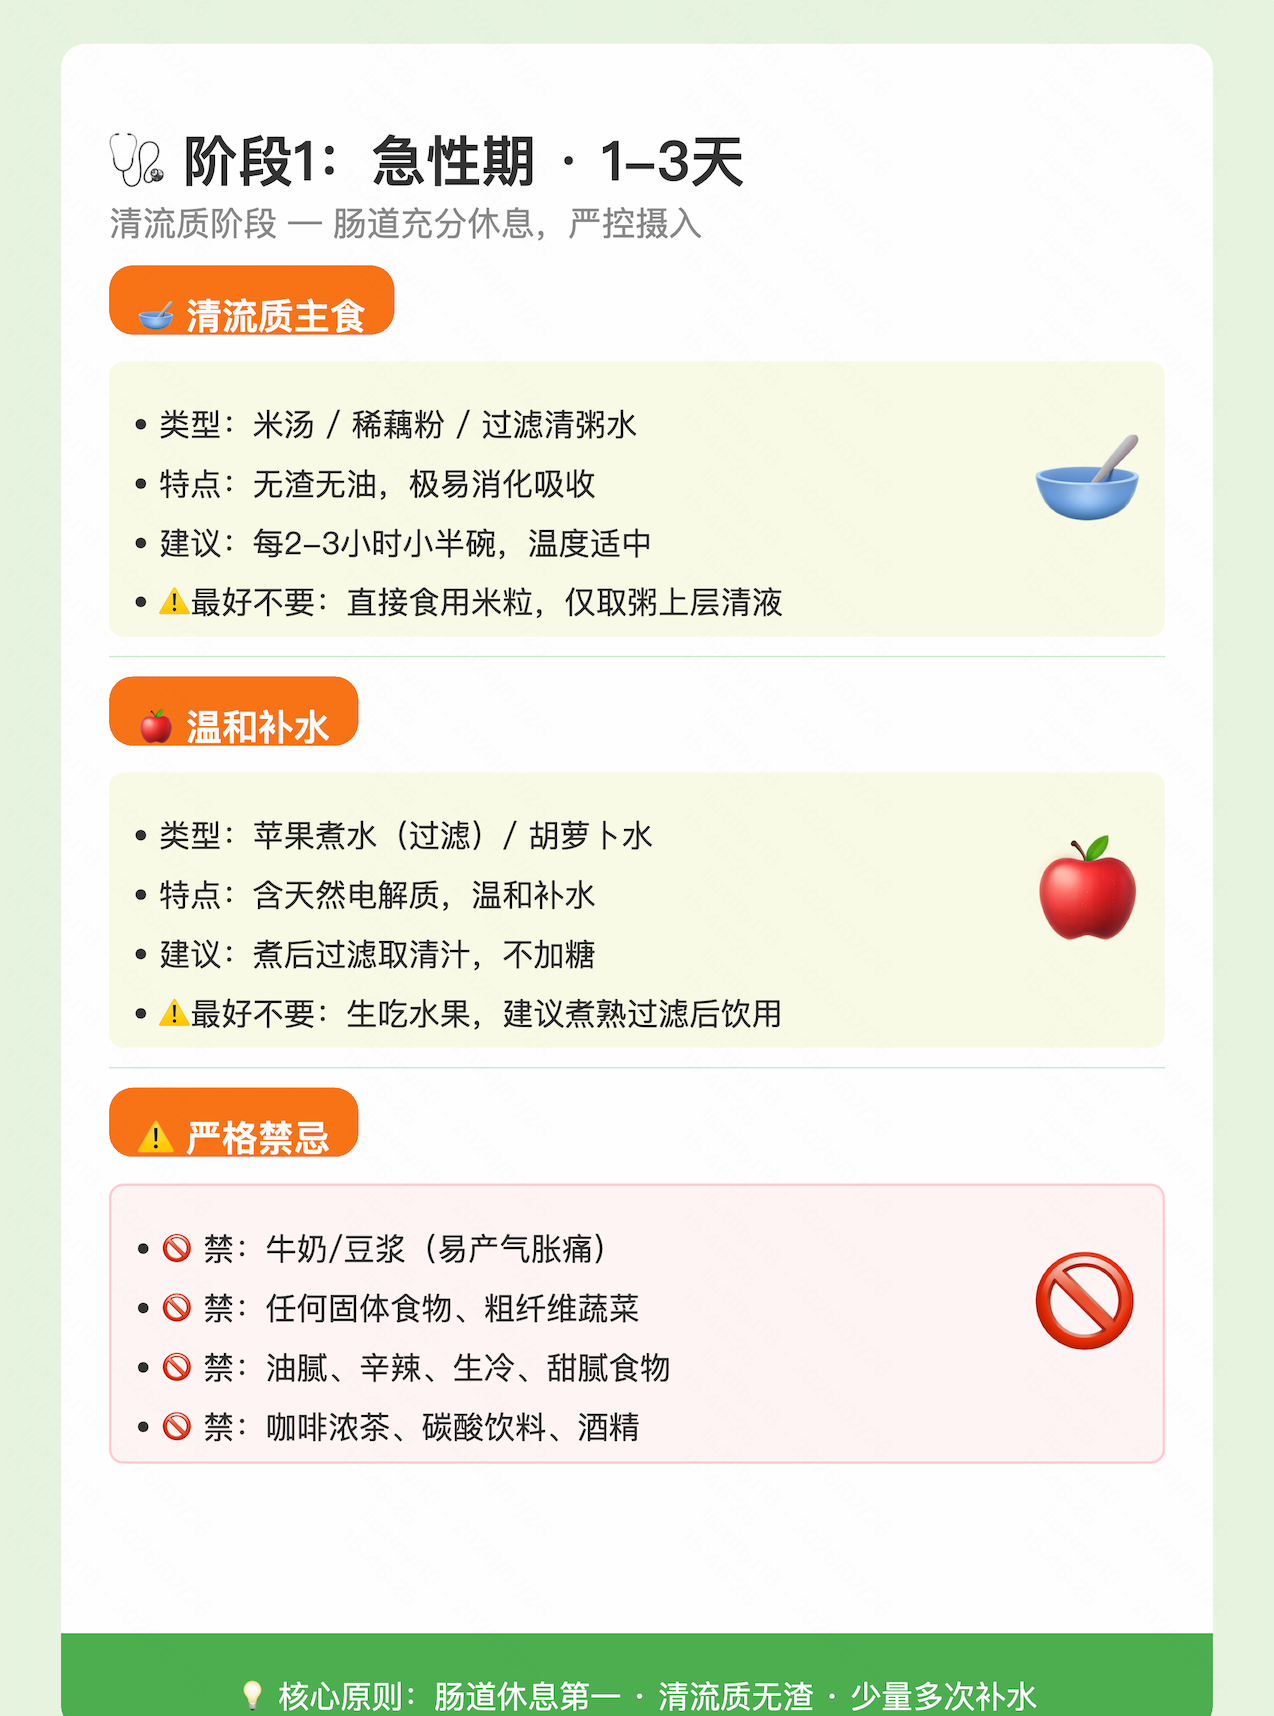 阶段1：急性期 · 1–3天
清流质阶段 — 肠道充分休息，严控摄入
清流质主食
• 类型：米汤 / 稀藕粉 / 过滤清粥水
• 特点：无渣无油，极易消化吸收
• 建议：每2–3小时小半碗，温度适中
• ⚠️最好不要：直接食用米粒，仅取粥上层清液
温和补水
• 类型：苹果煮水（过滤）/ 胡萝卜水
• 特点：含天然电解质，温和补水
• 建议：煮后过滤取清汁，不加糖
• ⚠️最好不要：生吃水果，建议煮熟过滤后饮用
⚠️ 严格禁忌
• 🚫 禁：牛奶/豆浆（易产气胀痛）
• 🚫 禁：任何固体食物、粗纤维蔬菜
• 🚫 禁：油腻、辛辣、生冷、甜腻食物
• 🚫 禁：咖啡浓茶、碳酸饮料、酒精
💡 核心原则：肠道休息第一 · 清流质无渣 · 少量多次补水